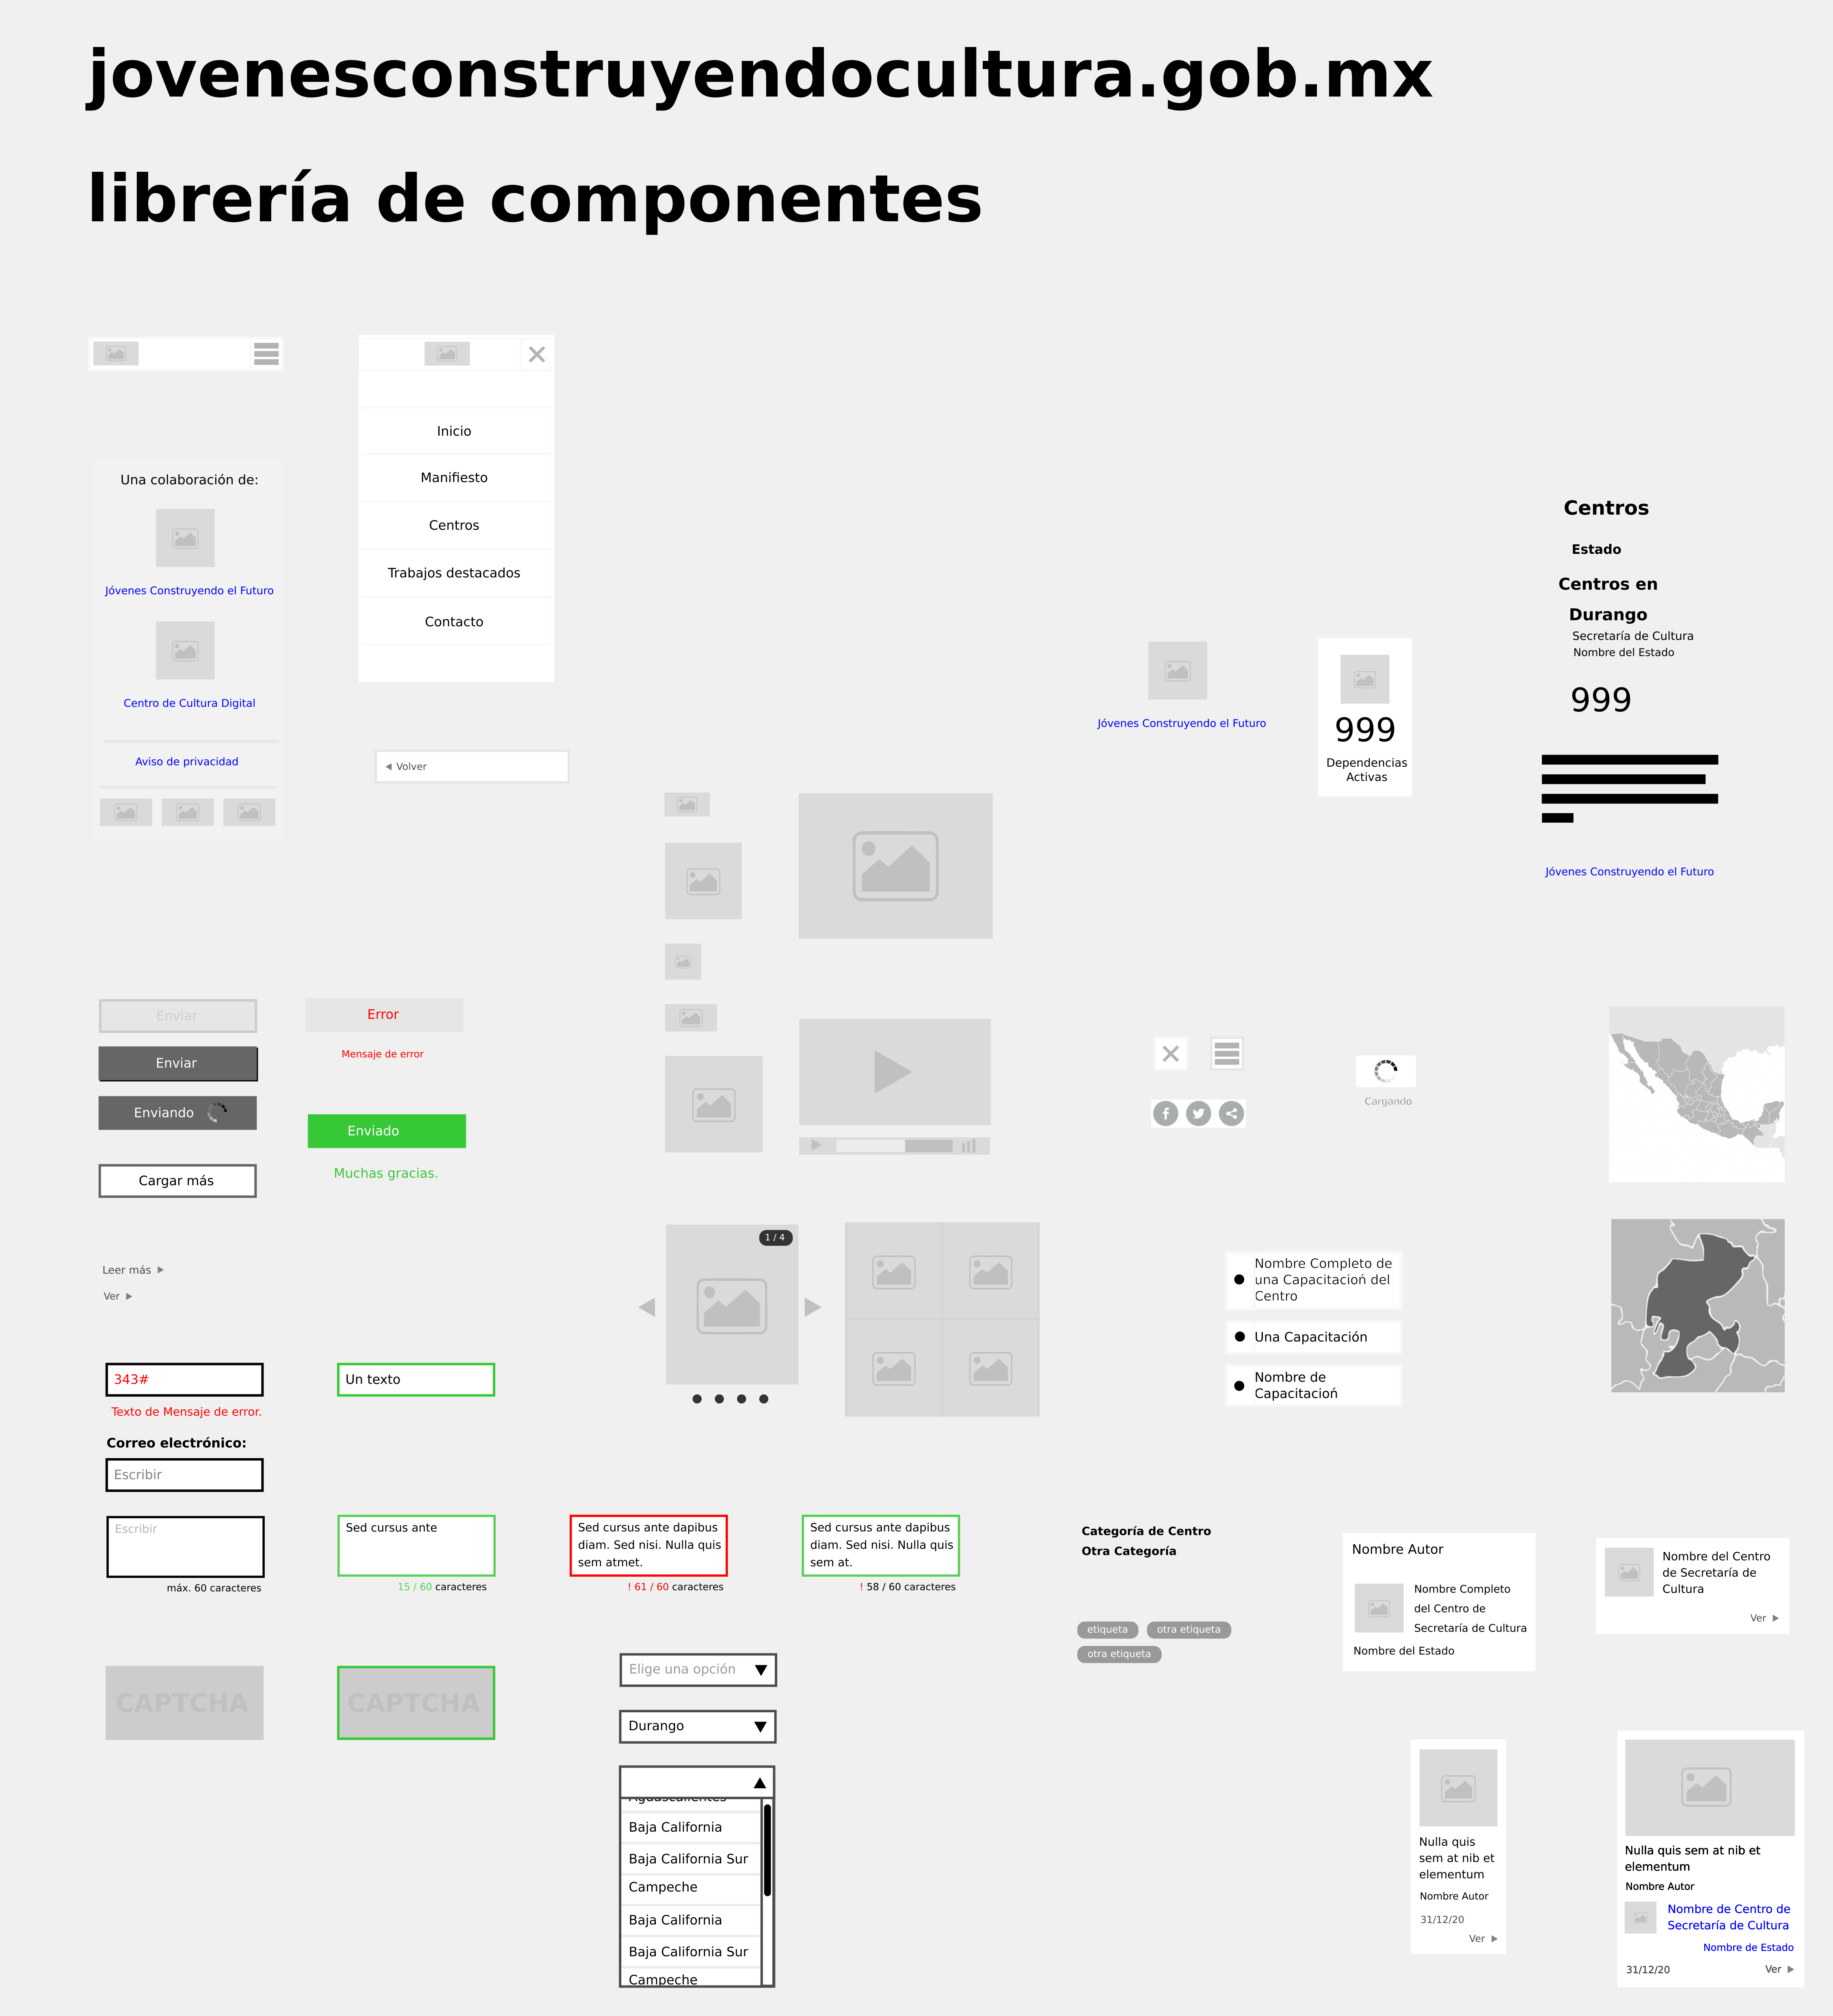 jovenesconstruyendocultura.gob.mx
librería de componentes
Inicio
Manifiesto
Centros
Trabajos destacados
Contacto
Una colaboración de:
Jóvenes Construyendo el Futuro
Centro de Cultura Digital
Aviso de privacidad
Volver
Jóvenes Construyendo el Futuro
999
Dependencias
Activas
Centros
Estado
Centros en
Durango
Secretaría de Cultura
Nombre del Estado
999
Jóvenes Construyendo el Futuro
Enviar
Enviar
Enviando
Cargar más
Error
Mensaje de error
Enviado
Muchas gracias.
Cargando
Leer más
Ver
1 / 4
Nombre Completo de
una Capacitacioń del
Centro
Una Capacitación
Nombre de
Capacitacioń
343#
Texto de Mensaje de error.
Un texto
Correo electrónico:
Escribir
Escribir
máx. 60 caracteres
Sed cursus ante
15 / 60 caracteres
Sed cursus ante dapibus
diam. Sed nisi. Nulla quis
sem atmet.
! 61 / 60 caracteres
Sed cursus ante dapibus
diam. Sed nisi. Nulla quis
sem at.
! 58 / 60 caracteres
Categoría de Centro
Otra Categoría
etiqueta
otra etiqueta
otra etiqueta
Nombre Autor
Nombre Completo
del Centro de
Secretaría de Cultura
Nombre del Estado
Nombre del Centro
de Secretaría de
Cultura
Ver
CAPTCHA
CAPTCHA
Elige una opción
Durango
Aguascalientes
Baja California
Baja California Sur
Campeche
Baja California
Baja California Sur
Campeche
Nulla quis
sem at nib et
elementum
Nombre Autor
31/12/20
Ver
Nulla quis sem at nib et
elementum
Nombre Autor
Nombre de Centro de
Secretaría de Cultura
Nombre de Estado
31/12/20
Ver